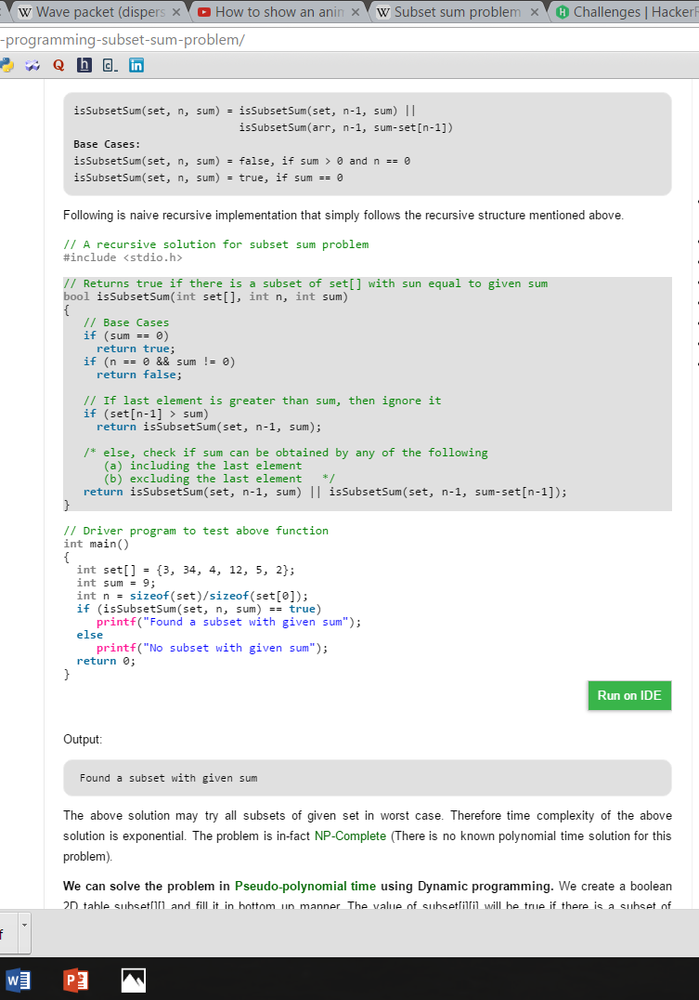 W Wave packet (dispers × How to show an anim × W Subset sum problem × Challenges | HackerR
-programming-subset-sum-problem/
Q h c_ in
isSubsetSum(set, n, sum) = isSubsetSum(set, n-1, sum) ||
isSubsetSum(arr, n-1, sum-set[n-1])
Base Cases:
isSubsetSum(set, n, sum) = false, if sum > 0 and n == 0
isSubsetSum(set, n, sum) = true, if sum == 0
Following is naive recursive implementation that simply follows the recursive structure mentioned above.
// A recursive solution for subset sum problem
#include <stdio.h>
// Returns true if there is a subset of set[] with sun equal to given sum
bool isSubsetSum(int set[], int n, int sum)
{
// Base Cases
if (sum == 0)
return true;
if (n == 0 && sum != 0)
return false;
// If last element is greater than sum, then ignore it
if (set[n-1] > sum)
return isSubsetSum(set, n-1, sum);
/* else, check if sum can be obtained by any of the following
(a) including the last element
(b) excluding the last element */
return isSubsetSum(set, n-1, sum) || isSubsetSum(set, n-1, sum-set[n-1]);
}
// Driver program to test above function
int main()
{
int set[] = {3, 34, 4, 12, 5, 2};
int sum = 9;
int n = sizeof(set)/sizeof(set[0]);
if (isSubsetSum(set, n, sum) == true)
printf("Found a subset with given sum");
else
printf("No subset with given sum");
return 0;
}
Run on IDE
Output:
Found a subset with given sum
The above solution may try all subsets of given set in worst case. Therefore time complexity of the above
solution is exponential. The problem is in-fact NP-Complete (There is no known polynomial time solution for this
problem).
We can solve the problem in Pseudo-polynomial time using Dynamic programming. We create a boolean
2D table subset[][] and fill it in bottom up manner. The value of subset[i][j] will be true if there is a subset of
f
W P